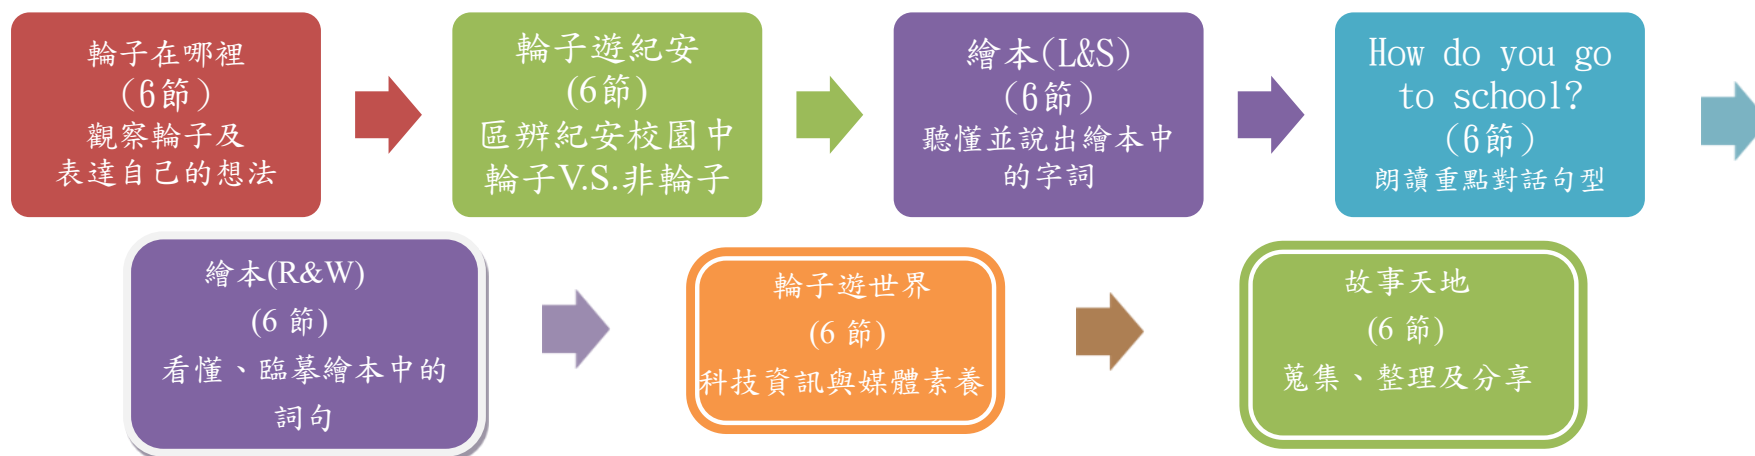 輪子在哪裡
(6節)
觀察輪子及
表達自己的想法
輪子遊紀安
(6節)
區辨紀安校園中
輪子V.S.非輪子
繪本(L&S)
(6節)
聽懂並說出繪本中
的字詞
How do you go
to school?
(6節)
朗讀重點對話句型
繪本(R&W)
(6 節)
看懂、臨摹繪本中的
詞句
輪子遊世界
(6 節)
科技資訊與媒體素養
故事天地
(6 節)
蒐集、整理及分享